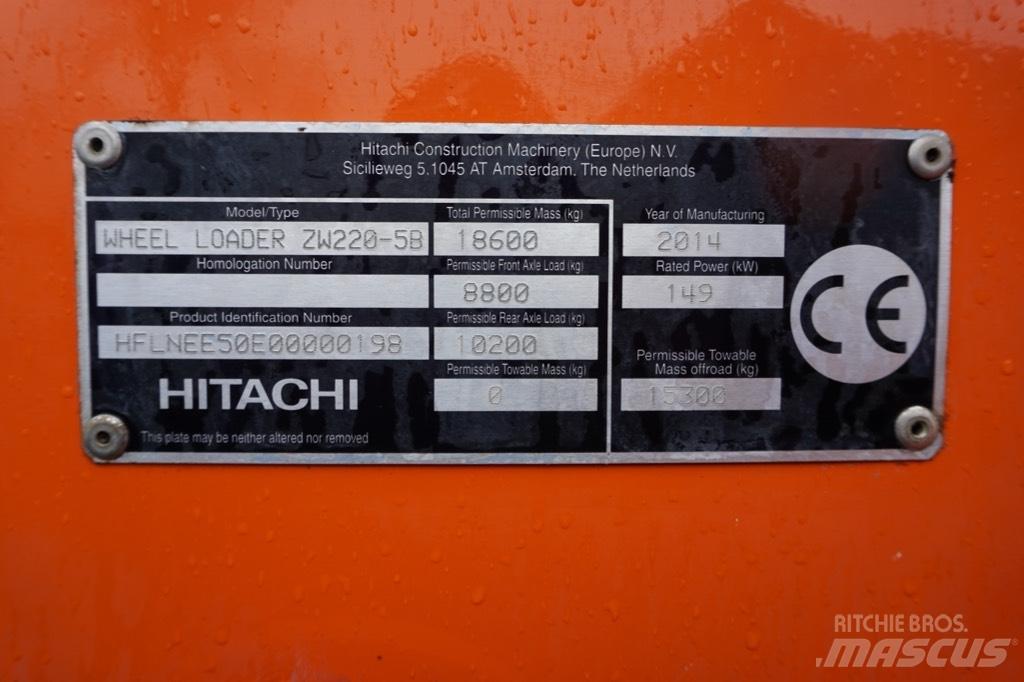 Hitachi Construction Machinery (Europe) N.V.
Sicilieweg 5.1045 AT Amsterdam. The Netherlands
Model/Type
WHEEL LOADER ZW220-5B
Homologation Number
Product Identification Number
HFLNEE50E00000198
HITACHI
This plate may be neither altered nor removed
Total Permissible Mass (kg)
18600
Permissible Front Axle Load (kg)
8800
Permissible Rear Axle Load (kg)
10200
Permissible Towable Mass (kg)
0
Year of Manufacturing
2014
Rated Power (kW)
149
Permissible Towable
Mass offroad (kg)
15300
CE
RITCHIE BROS.
MASCUS